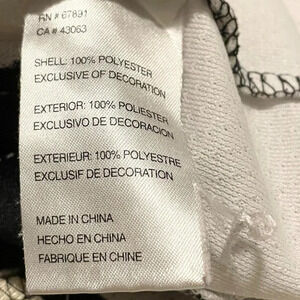 RN # 67891
CA # 43063
SHELL: 100% POLYESTER
EXCLUSIVE OF DECORATION
EXTERIOR: 100% POLIESTER
EXCLUSIVO DE DECORACION
EXTERIEUR: 100% POLYESTRE
EXCLUSIF DE DECORATION
MADE IN CHINA
HECHO EN CHINA
FABRIQUE EN CHINE